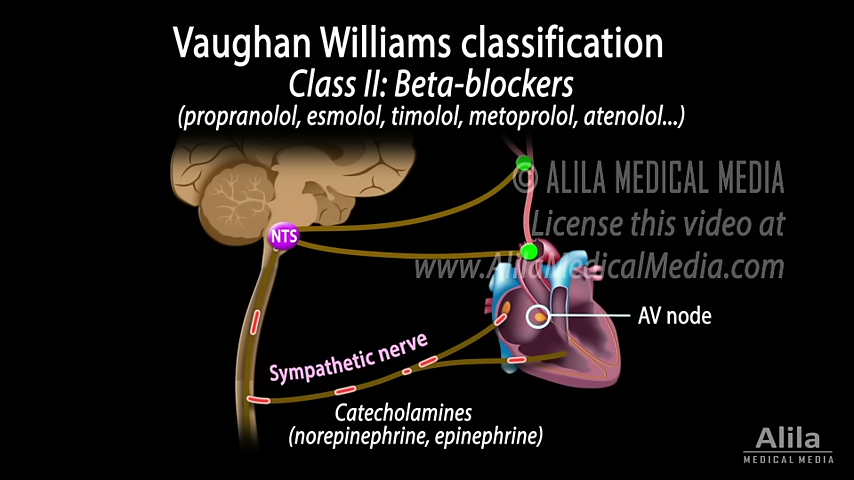 Vaughan Williams classification
Class II: Beta-blockers
(propranolol, esmolol, timolol, metoprolol, atenolol...)
© ALILA MEDICAL MEDIA
License this video at
www.AlilaMedicalMedia.com
NTS
AV node
Sympathetic nerve
Catecholamines
(norepinephrine, epinephrine)
Alila
MEDICAL MEDIA